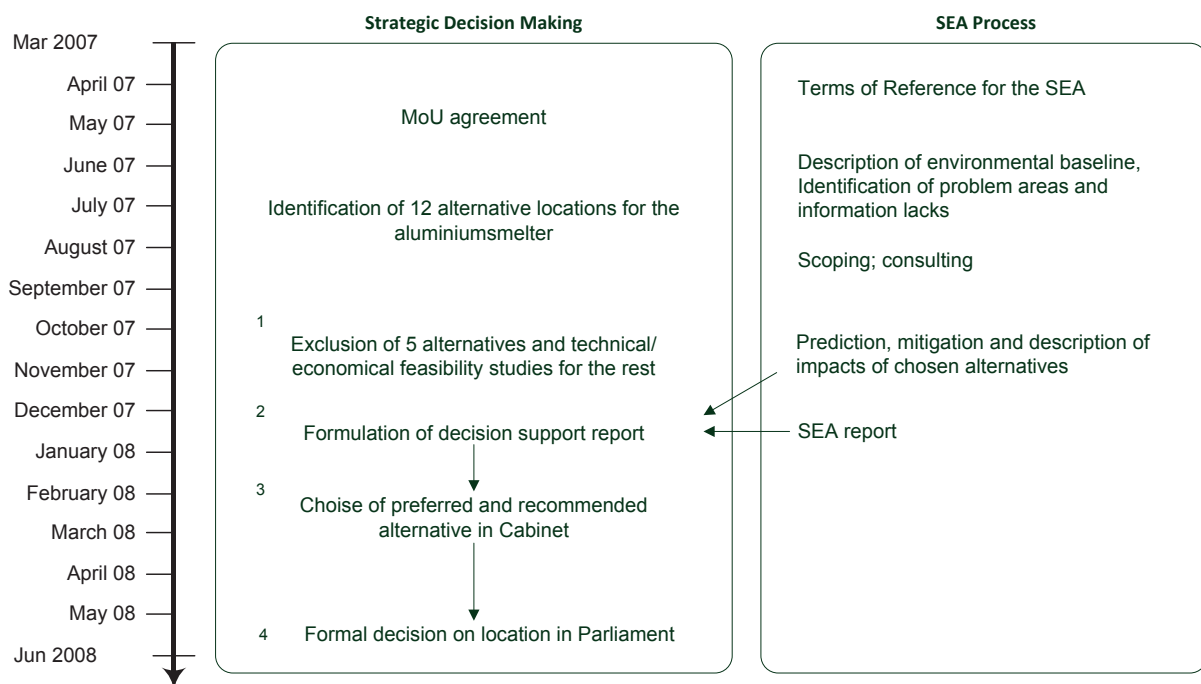 Strategic Decision Making
SEA Process
Mar 2007
April 07
May 07
June 07
July 07
August 07
September 07
October 07
November 07
December 07
January 08
February 08
March 08
April 08
May 08
Jun 2008
MoU agreement
Identification of 12 alternative locations for the
aluminiumsmelter
1
Exclusion of 5 alternatives and technical/
economical feasibility studies for the rest
2
Formulation of decision support report
3
Choise of preferred and recommended
alternative in Cabinet
4
Formal decision on location in Parliament
Terms of Reference for the SEA
Description of environmental baseline,
Identification of problem areas and
information lacks
Scoping; consulting
Prediction, mitigation and description of
impacts of chosen alternatives
SEA report